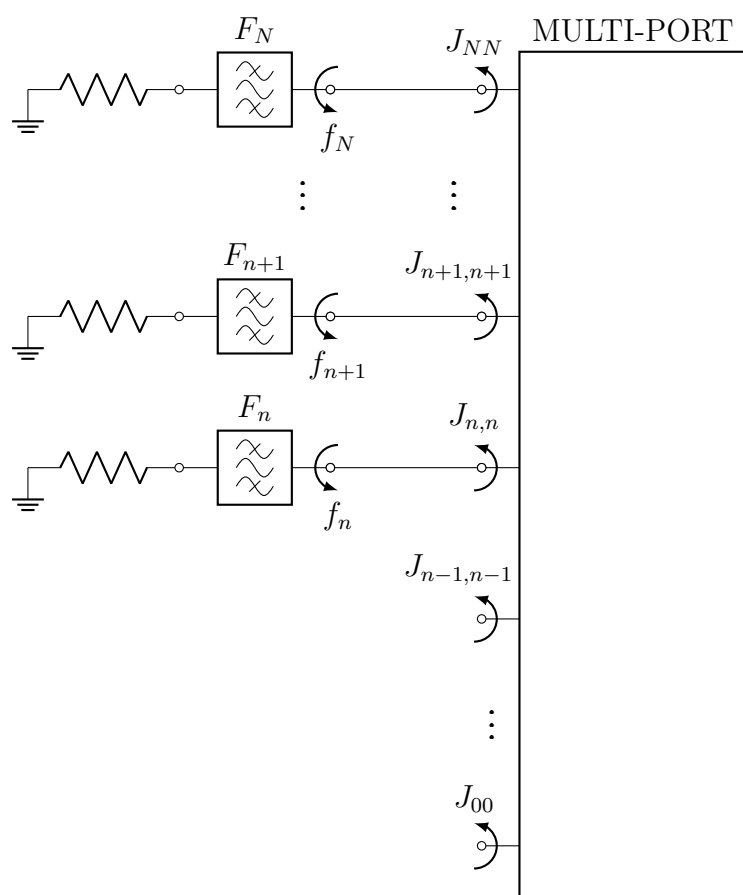 F_N
J_{NN}
MULTI-PORT
f_N
⋮
⋮
F_{n+1}
J_{n+1,n+1}
f_{n+1}
F_n
J_{n,n}
f_n
J_{n-1,n-1}
⋮
J_{00}